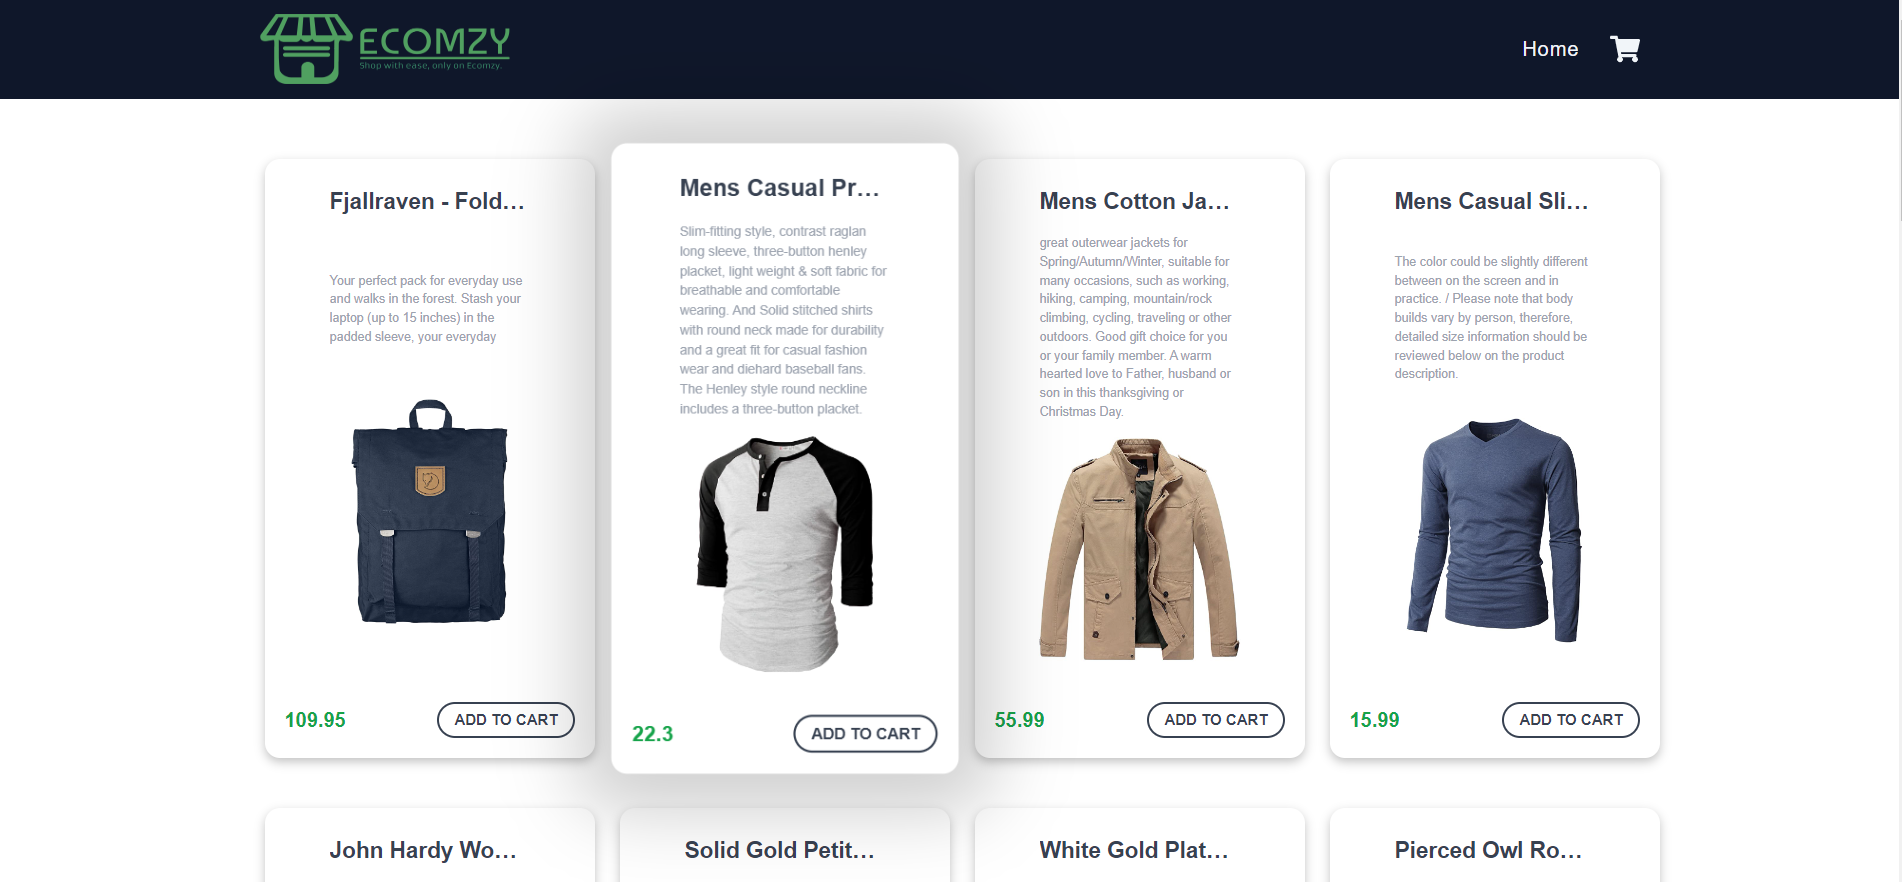 ECOMZY
Shop with ease, only on Ecomzy.
Home
Fjallraven - Fold...
Your perfect pack for everyday use
and walks in the forest. Stash your
laptop (up to 15 inches) in the
padded sleeve, your everyday
109.95
ADD TO CART
Mens Casual Pr...
Slim-fitting style, contrast raglan
long sleeve, three-button henley
placket, light weight & soft fabric for
breathable and comfortable
wearing. And Solid stitched shirts
with round neck made for durability
and a great fit for casual fashion
wear and diehard baseball fans.
The Henley style round neckline
includes a three-button placket.
22.3
ADD TO CART
Mens Cotton Ja...
great outerwear jackets for
Spring/Autumn/Winter, suitable for
many occasions, such as working,
hiking, camping, mountain/rock
climbing, cycling, traveling or other
outdoors. Good gift choice for you
or your family member. A warm
hearted love to Father, husband or
son in this thanksgiving or
Christmas Day.
55.99
ADD TO CART
Mens Casual Sli...
The color could be slightly different
between on the screen and in
practice. / Please note that body
builds vary by person, therefore,
detailed size information should be
reviewed below on the product
description.
15.99
ADD TO CART
John Hardy Wo...
Solid Gold Petit...
White Gold Plat...
Pierced Owl Ro...